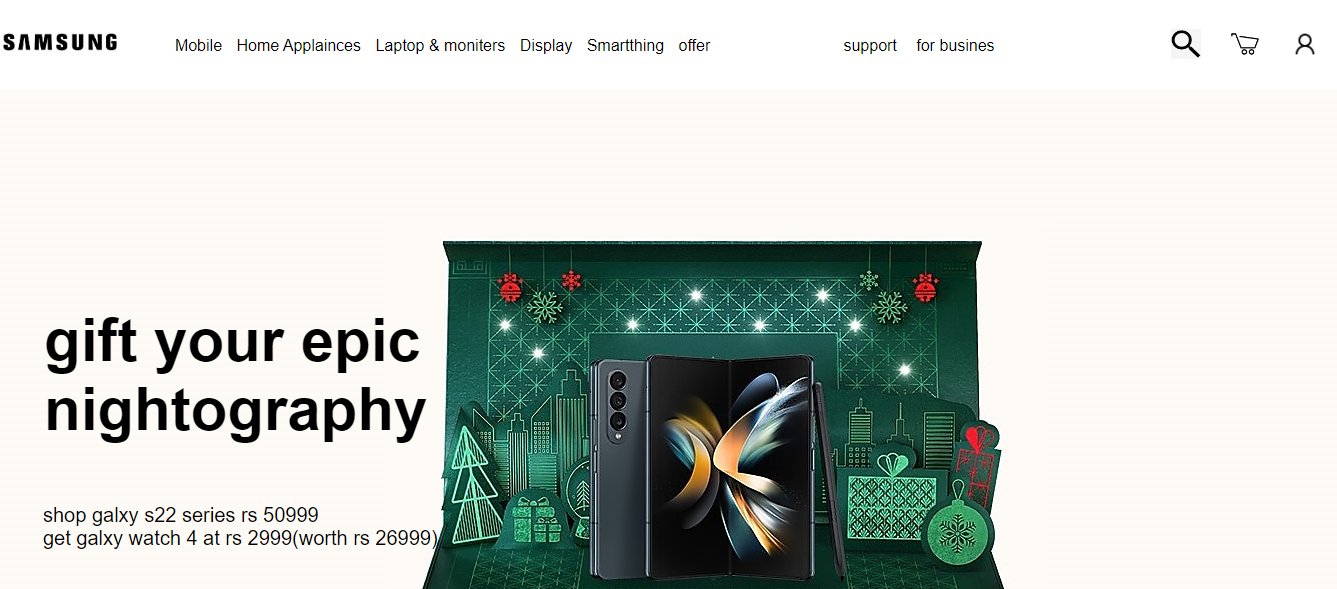 SAMSUNG
Mobile Home Applainces Laptop & moniters Display Smartthing offer support for busines
gift your epic
nightography
shop galxy s22 series rs 50999
get galxy watch 4 at rs 2999(worth rs 26999)